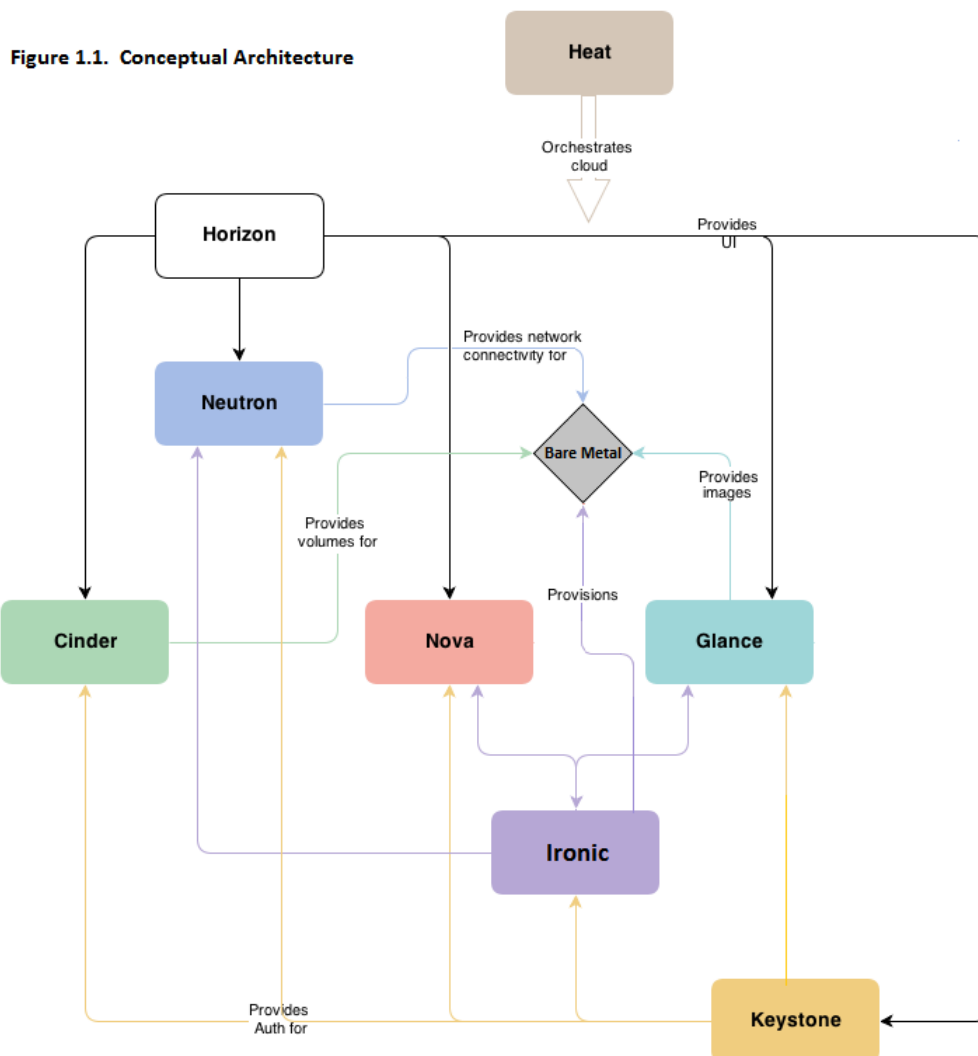 Heat
Figure 1.1.  Conceptual Architecture
Orchestrates
cloud
Horizon
Provides
UI
Provides network
connectivity for
Neutron
Bare Metal
Provides
images
Provides
volumes for
Provisions
Cinder
Nova
Glance
Ironic
Provides
Auth for
Keystone